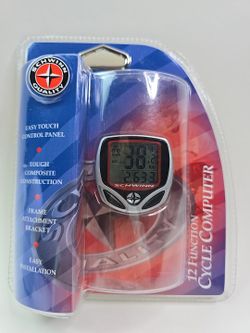 SCHWINN
QUALITY
EASY TOUCH
CONTROL PANEL
TOUGH
COMPOSITE
CONSTRUCTION
FRAME
ATTACHMENT
BRACKET
EASY
INSTALLATION
SCHWINN
12 FUNCTION
CYCLE COMPUTER